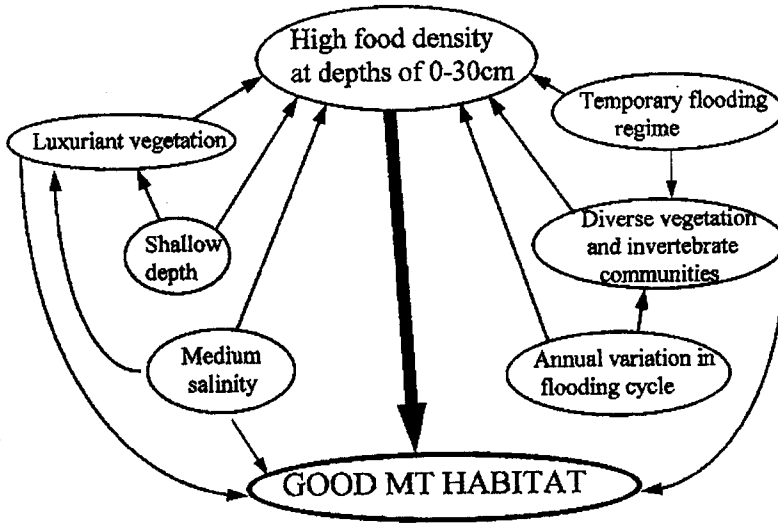 High food density
at depths of 0-30cm
Temporary flooding
regime
Luxuriant vegetation
Shallow
depth
Diverse vegetation
and invertebrate
communities
Medium
salinity
Annual variation in
flooding cycle
GOOD MT HABITAT